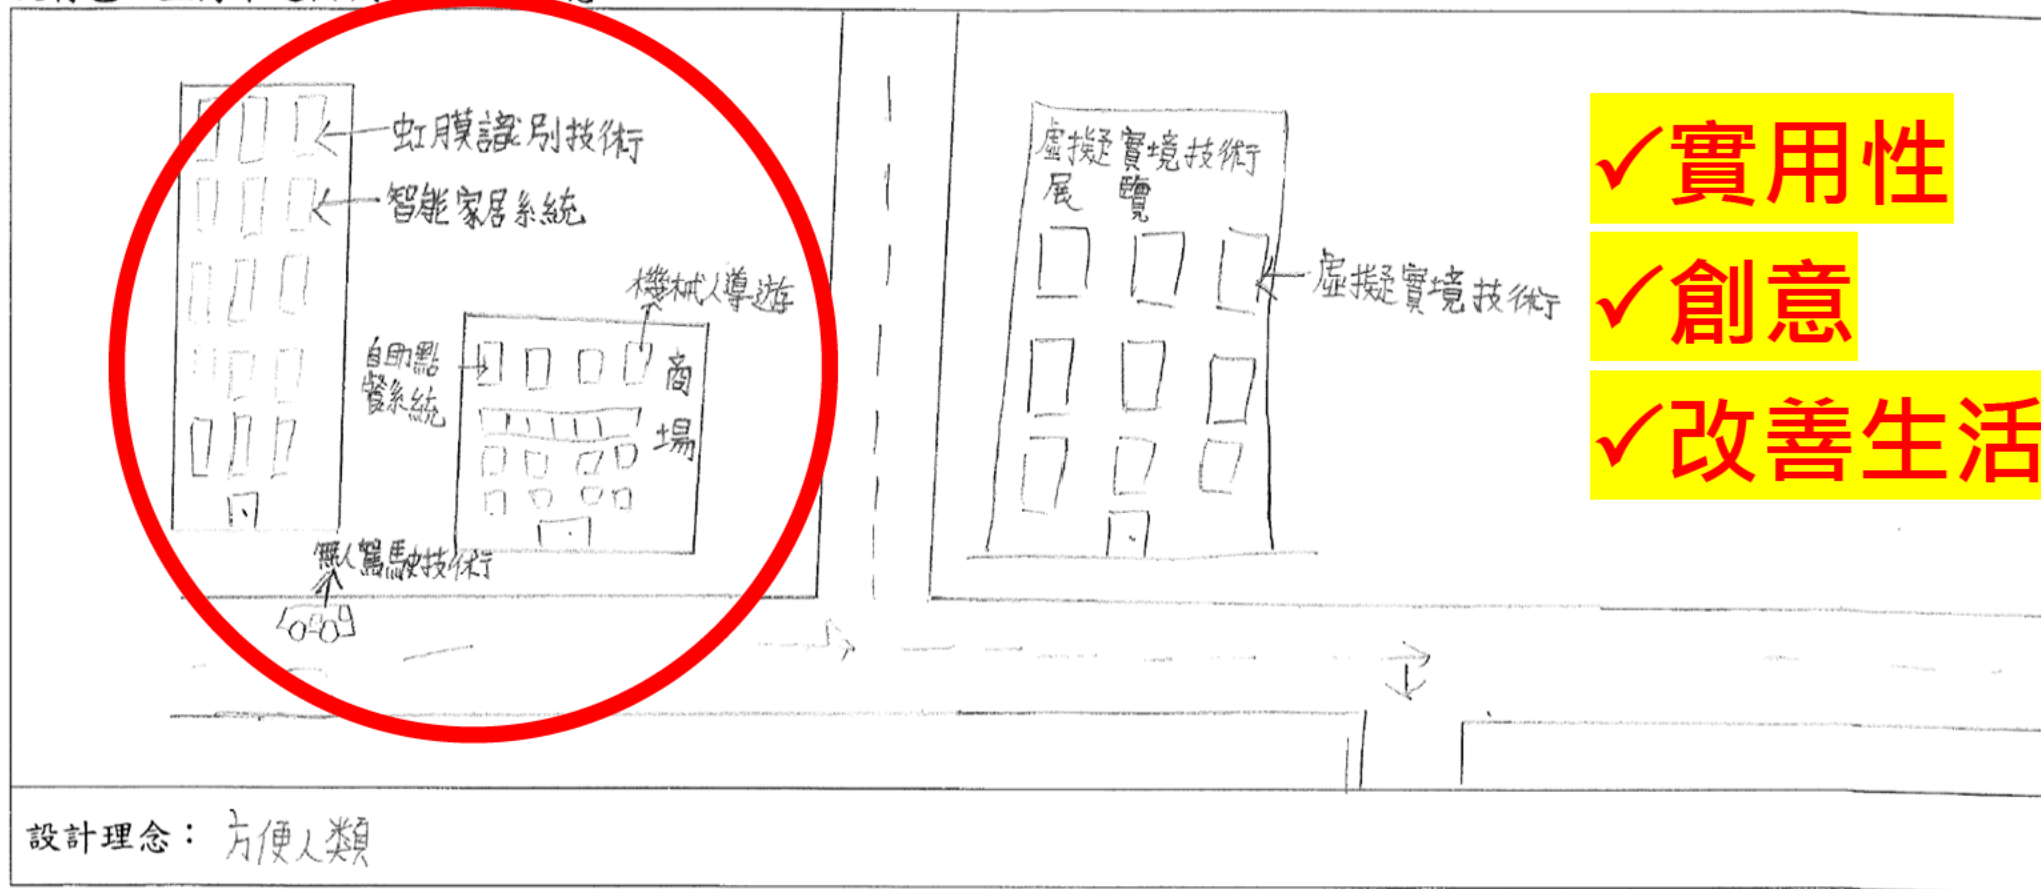 虹膜識別技術
智能家居系統
機械人導遊
自助點
餐系統
商
場
無人駕駛技術
虛擬實境技術
展覽
虛擬實境技術
✓實用性
✓創意
✓改善生活
設計理念：方便人類